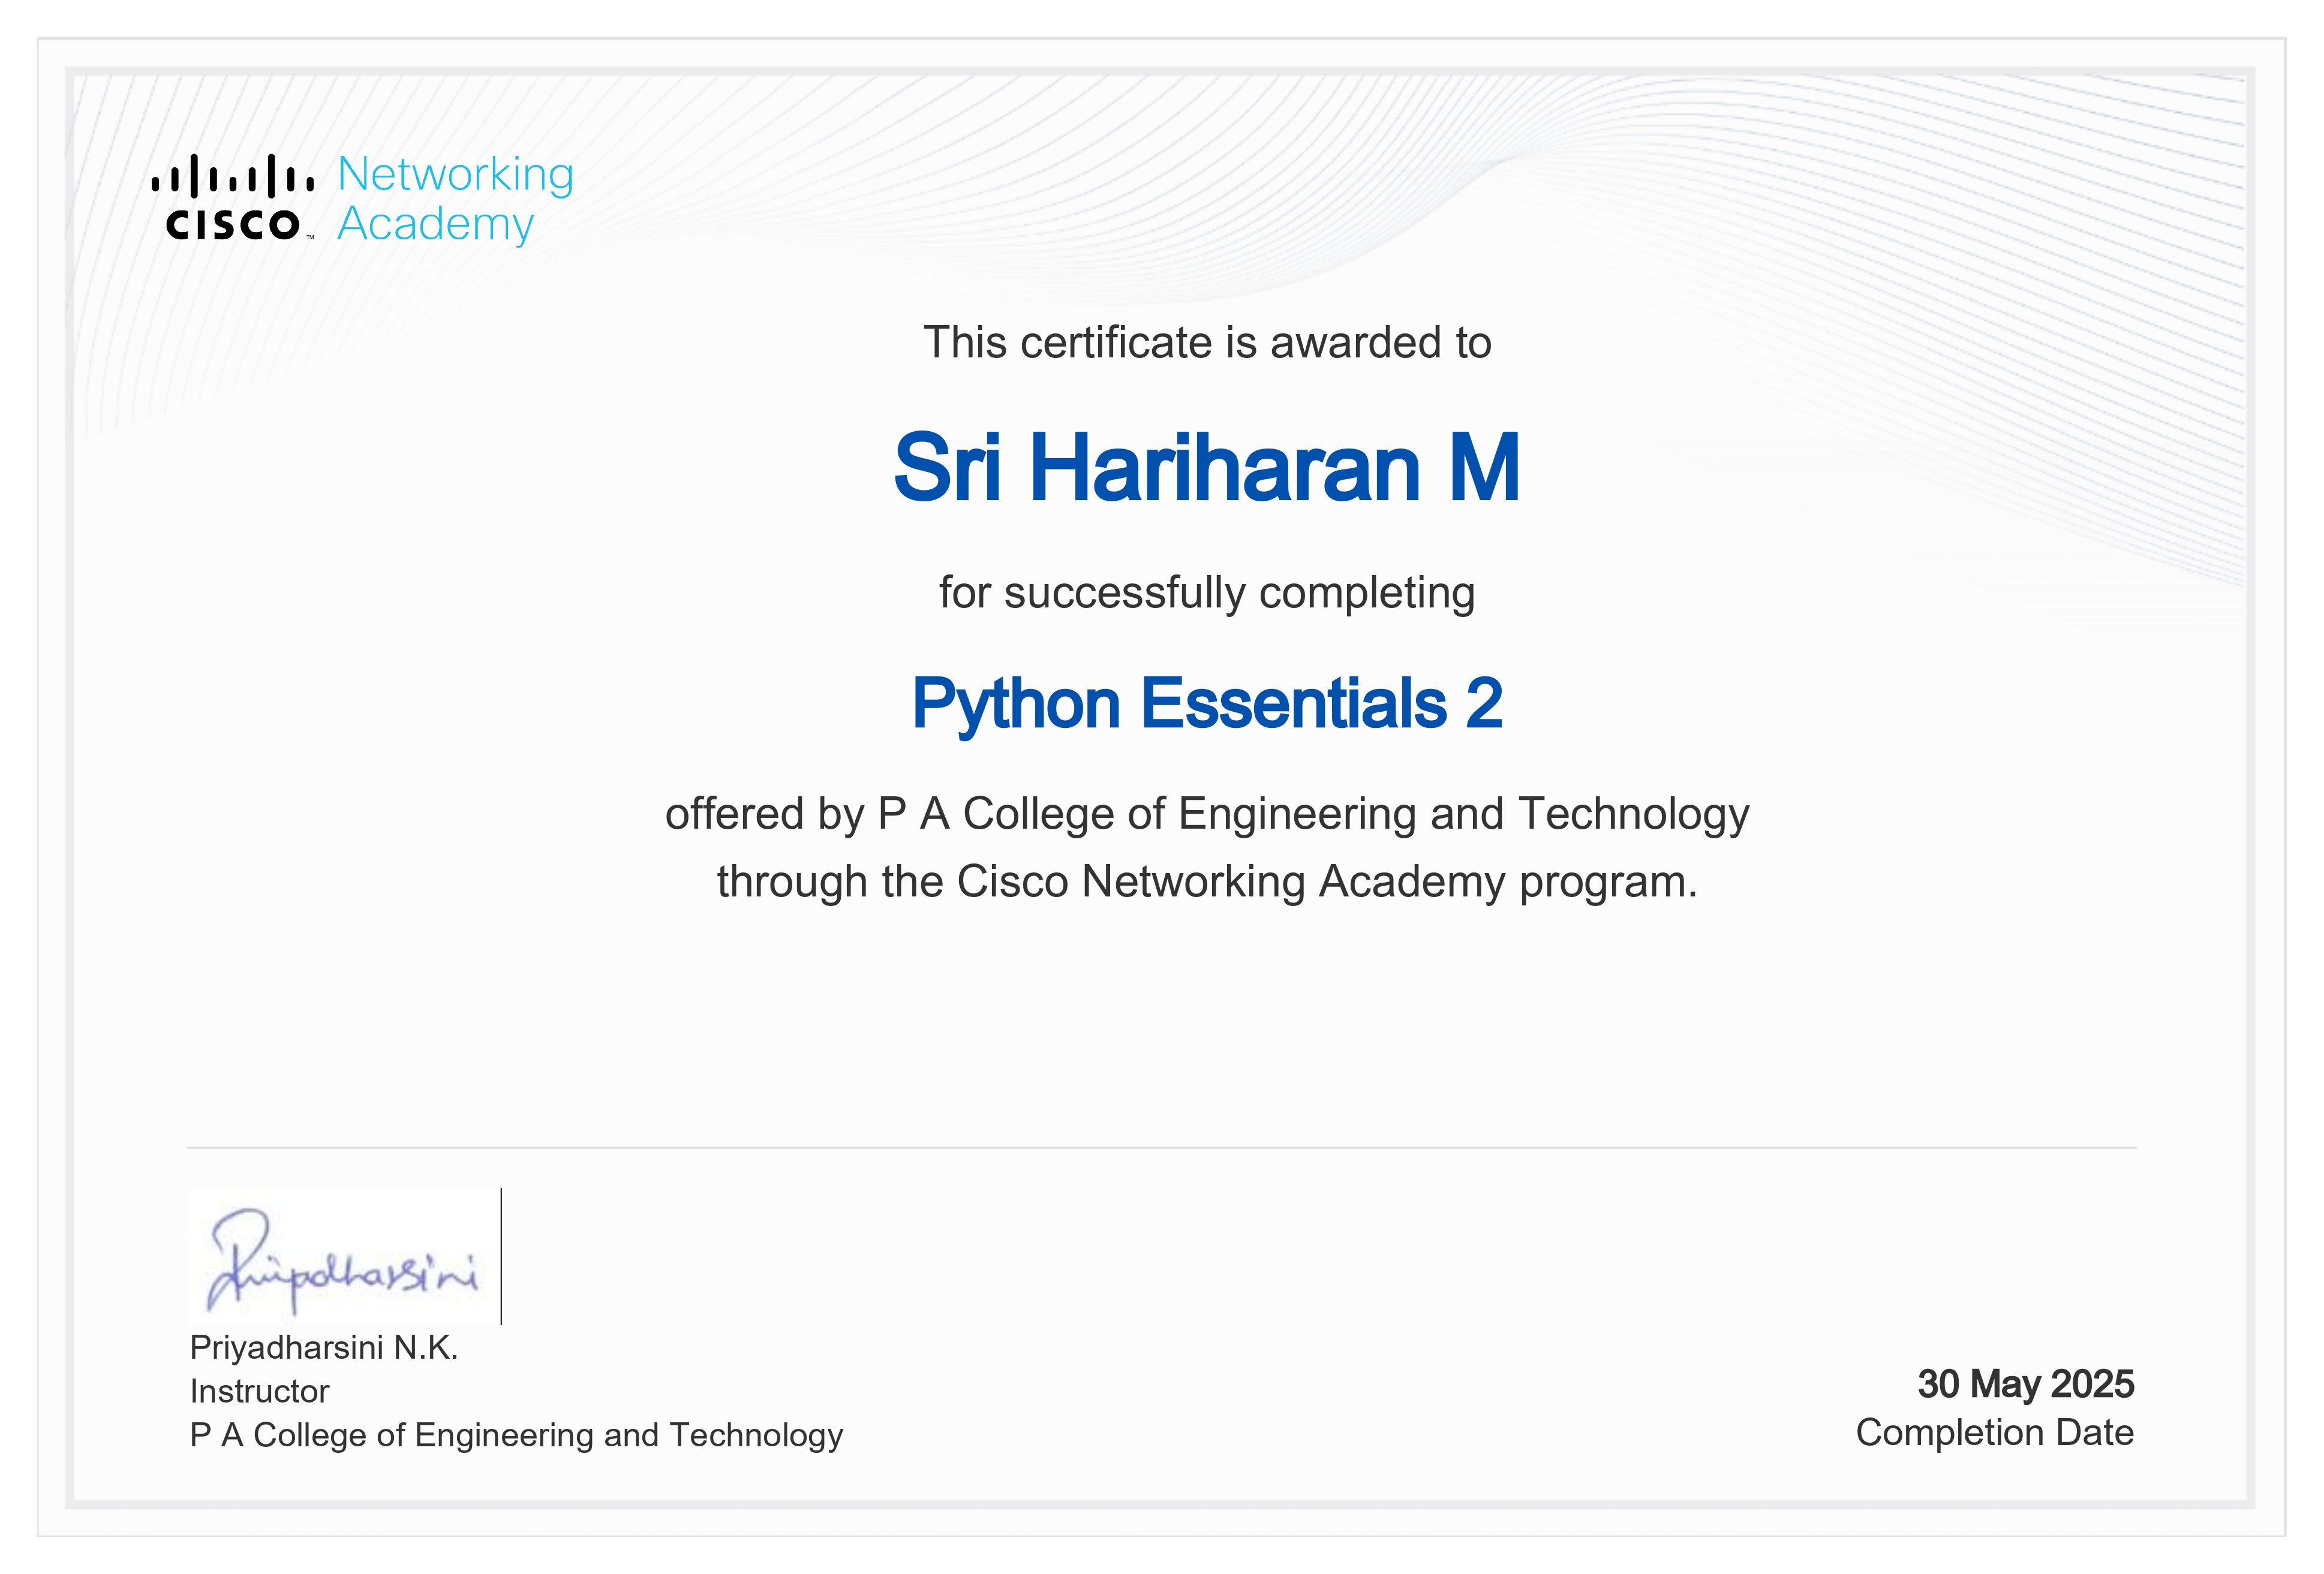 CISCO™ Networking
Academy
This certificate is awarded to
Sri Hariharan M
for successfully completing
Python Essentials 2
offered by P A College of Engineering and Technology
through the Cisco Networking Academy program.
Priyadharsini
Priyadharsini N.K.
Instructor
P A College of Engineering and Technology
30 May 2025
Completion Date